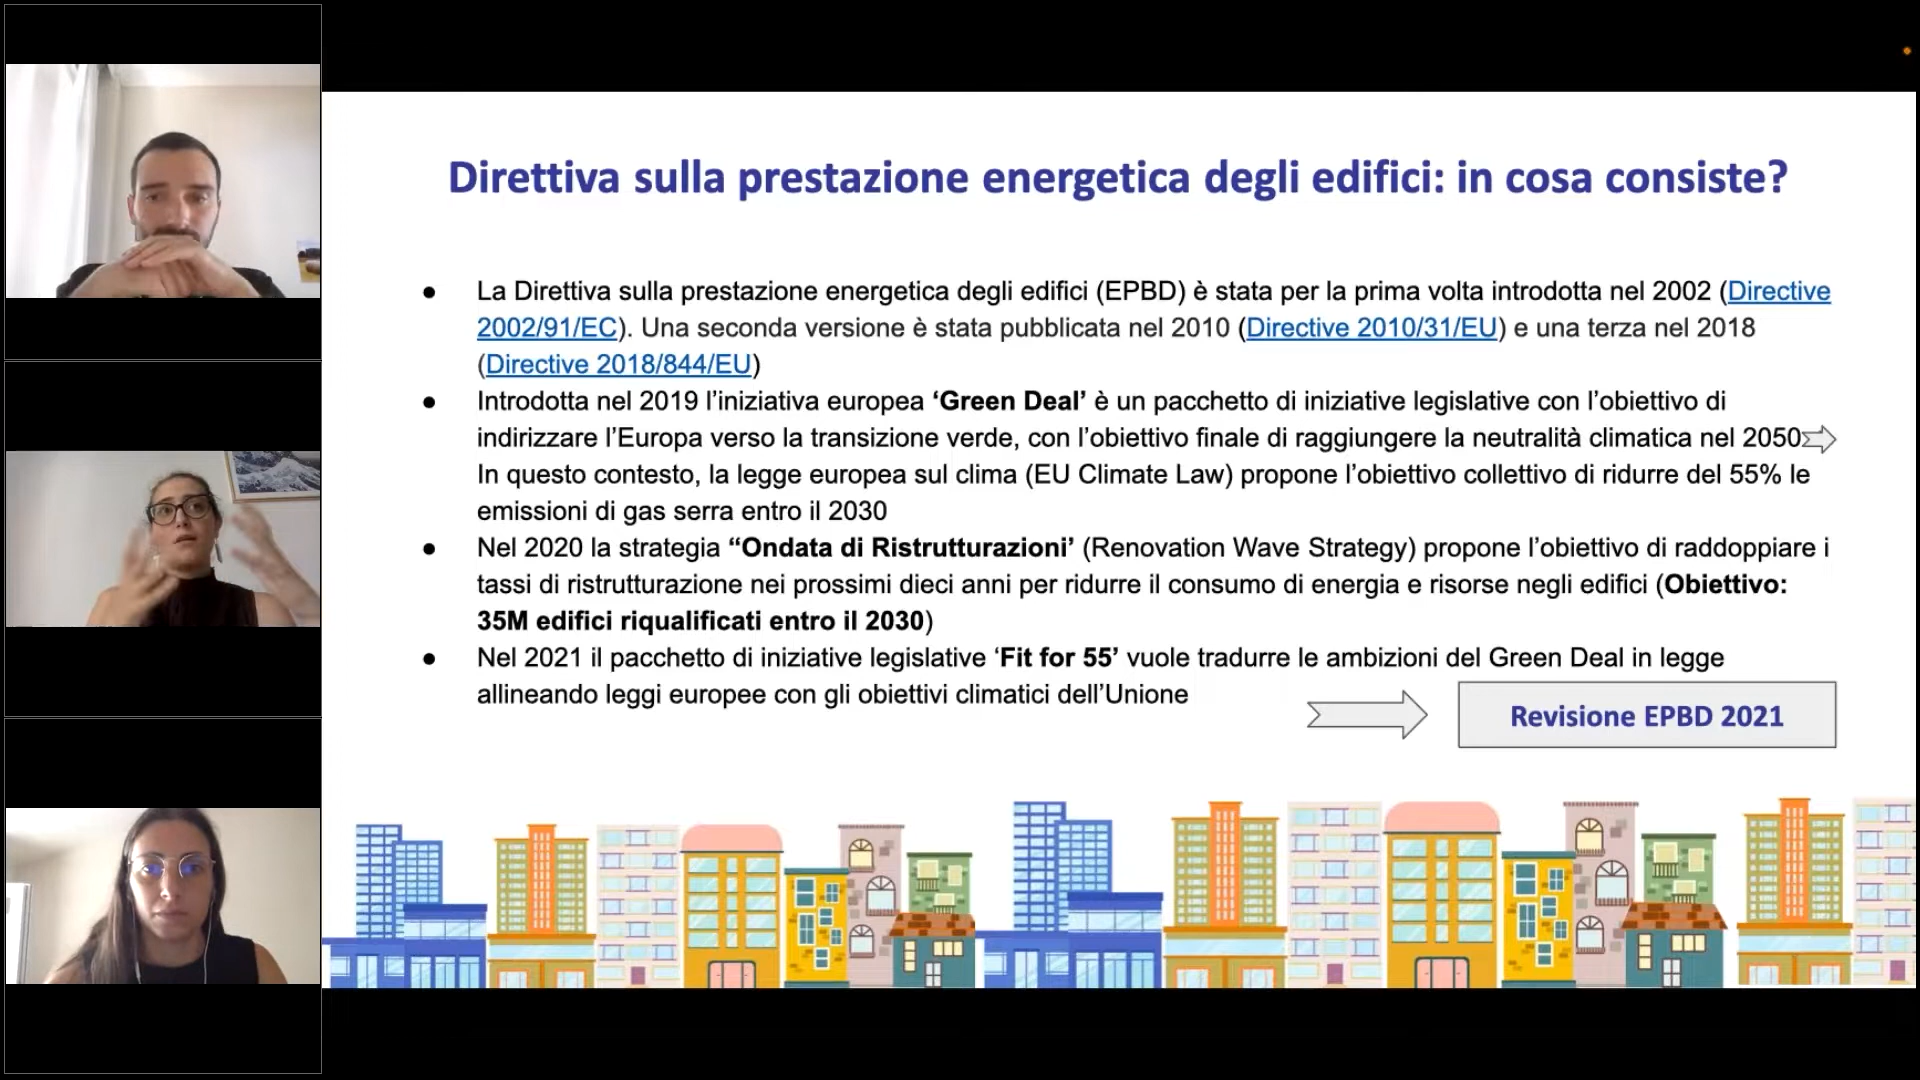 Direttiva sulla prestazione energetica degli edifici: in cosa consiste?
● La Direttiva sulla prestazione energetica degli edifici (EPBD) è stata per la prima volta introdotta nel 2002 (Directive
2002/91/EC). Una seconda versione è stata pubblicata nel 2010 (Directive 2010/31/EU) e una terza nel 2018
(Directive 2018/844/EU)
● Introdotta nel 2019 l’iniziativa europea ‘Green Deal’ è un pacchetto di iniziative legislative con l’obiettivo di
indirizzare l’Europa verso la transizione verde, con l’obiettivo finale di raggiungere la neutralità climatica nel 2050
In questo contesto, la legge europea sul clima (EU Climate Law) propone l’obiettivo collettivo di ridurre del 55% le
emissioni di gas serra entro il 2030
● Nel 2020 la strategia “Ondata di Ristrutturazioni’ (Renovation Wave Strategy) propone l’obiettivo di raddoppiare i
tassi di ristrutturazione nei prossimi dieci anni per ridurre il consumo di energia e risorse negli edifici (Obiettivo:
35M edifici riqualificati entro il 2030)
● Nel 2021 il pacchetto di iniziative legislative ‘Fit for 55’ vuole tradurre le ambizioni del Green Deal in legge
allineando leggi europee con gli obiettivi climatici dell’Unione
Revisione EPBD 2021